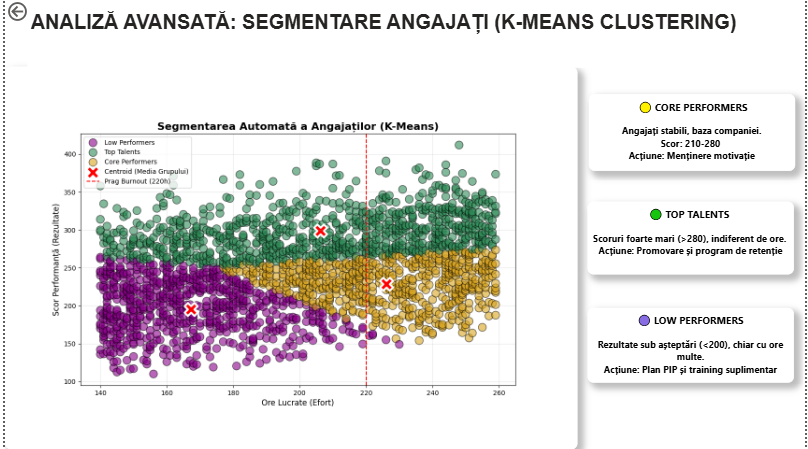 ANALIZĂ AVANSATĂ: SEGMENTARE ANGAJAȚI (K-MEANS CLUSTERING)
Segmentarea Automată a Angajaților (K-Means)
Low Performers
Top Talents
Core Performers
Centroid (Media Grupului)
Prag Burnout (220h)
Scor Performanță (Rezultate)
400
350
300
250
200
150
100
140
160
180
200
220
240
260
Ore Lucrate (Efort)
CORE PERFORMERS
Angajați stabili, baza companiei.
Scor: 210-280
Acțiune: Menținere motivație
TOP TALENTS
Scoruri foarte mari (>280), indiferent de ore.
Acțiune: Promovare și program de retenție
LOW PERFORMERS
Rezultate sub așteptări (<200), chiar cu ore
multe.
Acțiune: Plan PIP și training suplimentar